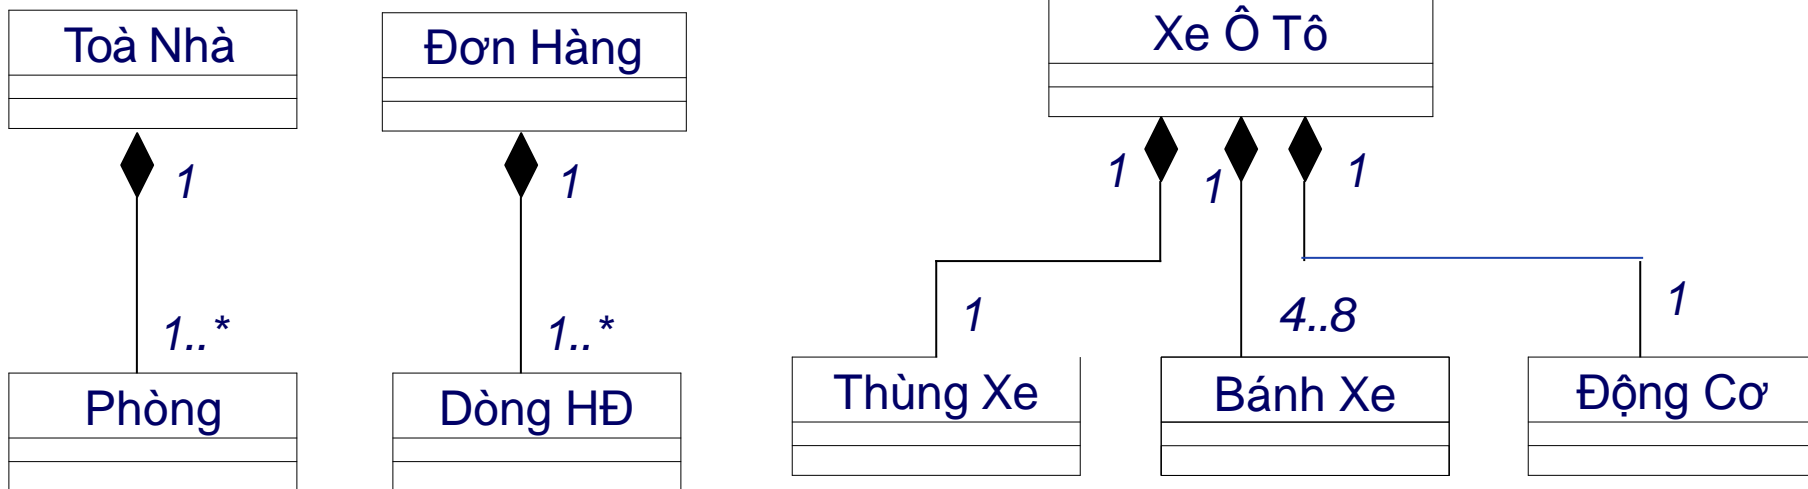 Toà Nhà
1
1..*
Phòng
Đơn Hàng
1
1..*
Dòng HĐ
Xe Ô Tô
1
1
1
1
4..8
1
Thùng Xe
Bánh Xe
Động Cơ